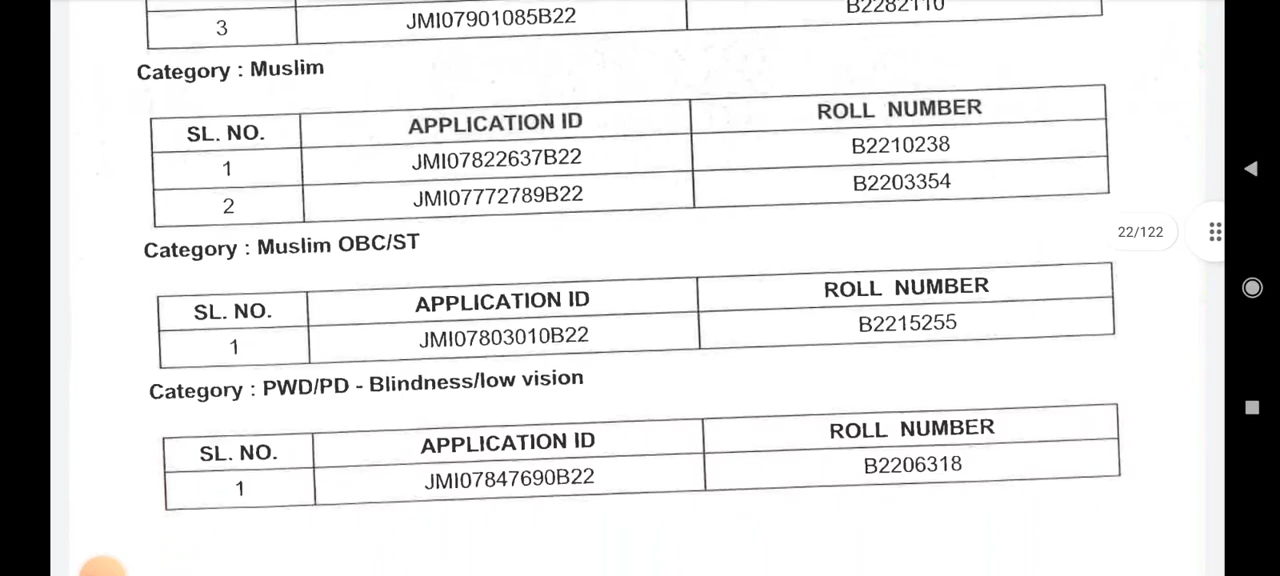 3 JMI07901085B22 B2282110
Category : Muslim
SL. NO. APPLICATION ID ROLL NUMBER
1 JMI07822637B22 B2210238
2 JMI07772789B22 B2203354
Category : Muslim OBC/ST
22/122
SL. NO. APPLICATION ID ROLL NUMBER
1 JMI07803010B22 B2215255
Category : PWD/PD - Blindness/low vision
SL. NO. APPLICATION ID ROLL NUMBER
1 JMI07847690B22 B2206318